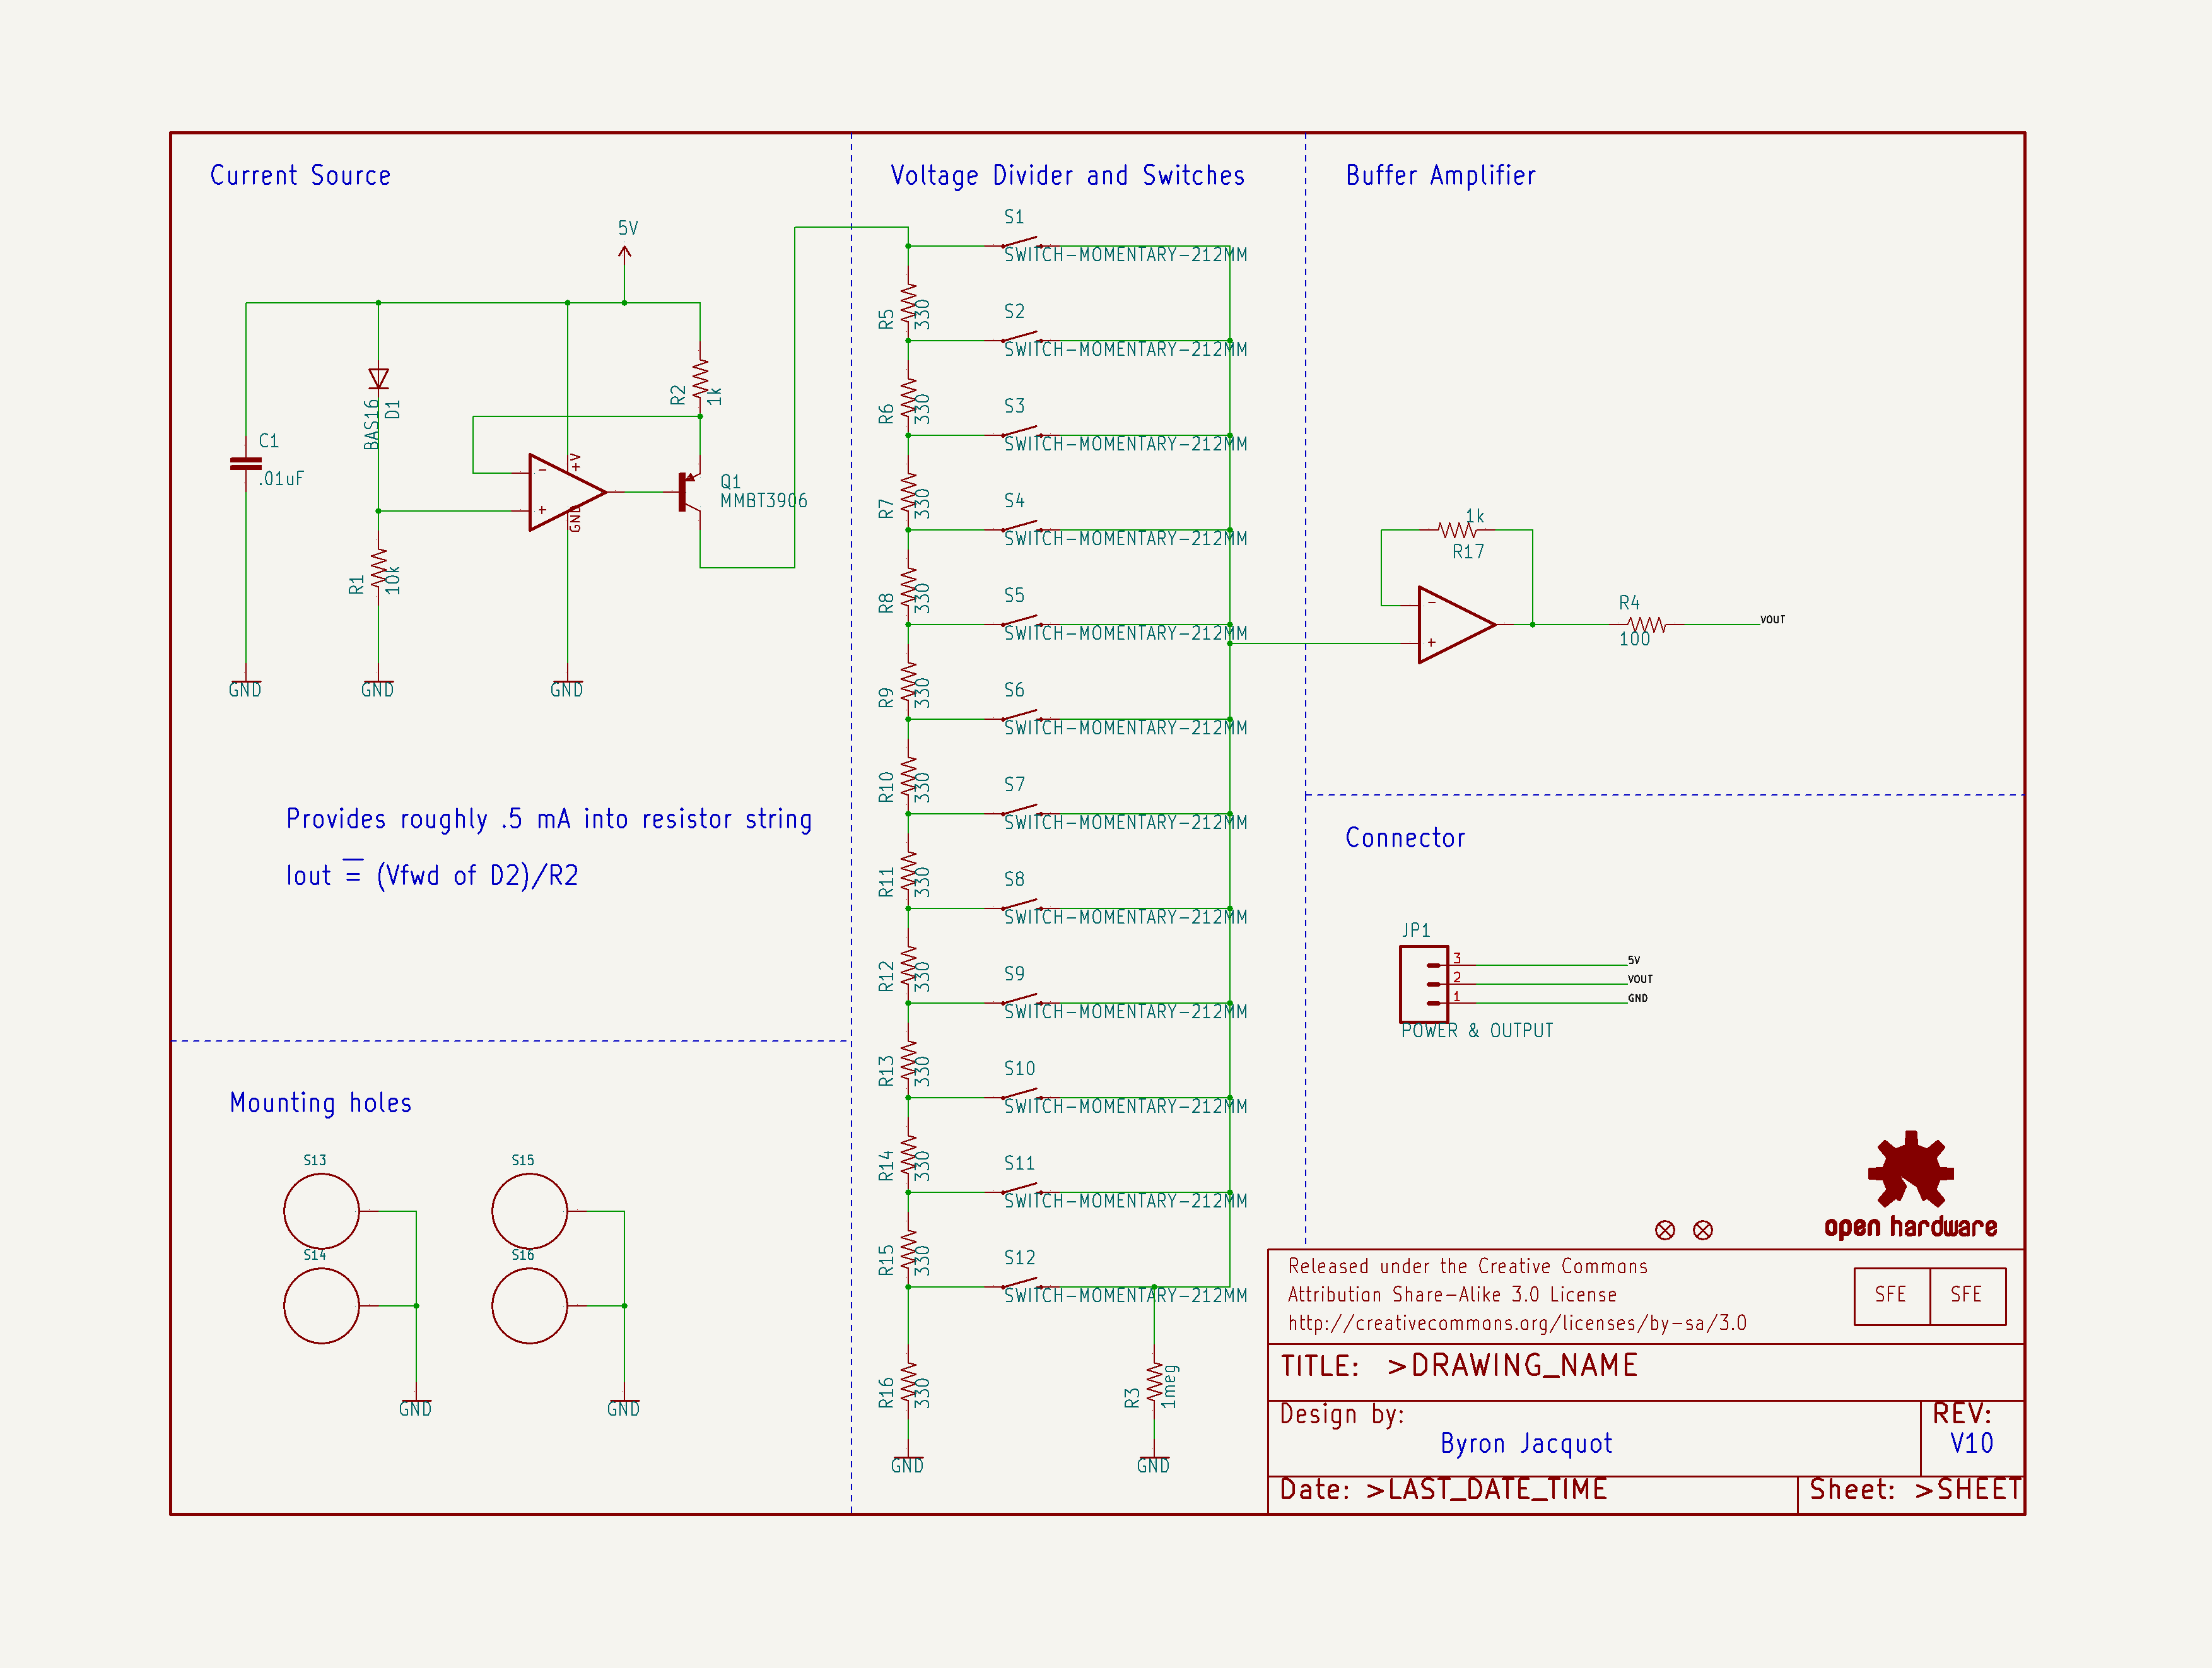 Current Source
5V
C1
.01uF
BAS16
D1
R1
10k
R2
1k
Q1
MMBT3906
−
+
+V
GND
GND
GND
GND
Provides roughly .5 mA into resistor string
Iout = (Vfwd of D2)/R2
Mounting holes
S13
S14
S15
S16
GND
GND
Voltage Divider and Switches
S1
SWITCH-MOMENTARY-212MM
R5
330
S2
SWITCH-MOMENTARY-212MM
R6
330
S3
SWITCH-MOMENTARY-212MM
R7
330
S4
SWITCH-MOMENTARY-212MM
R8
330
S5
SWITCH-MOMENTARY-212MM
R9
330
S6
SWITCH-MOMENTARY-212MM
R10
330
S7
SWITCH-MOMENTARY-212MM
R11
330
S8
SWITCH-MOMENTARY-212MM
R12
330
S9
SWITCH-MOMENTARY-212MM
R13
330
S10
SWITCH-MOMENTARY-212MM
R14
330
S11
SWITCH-MOMENTARY-212MM
R15
330
S12
SWITCH-MOMENTARY-212MM
R16
330
R3
1meg
GND
GND
Buffer Amplifier
1k
R17
−
+
R4
100
VOUT
Connector
JP1
3
2
1
5V
VOUT
GND
POWER & OUTPUT
open hardware
Released under the Creative Commons
Attribution Share-Alike 3.0 License
http://creativecommons.org/licenses/by-sa/3.0
SFE
SFE
TITLE: >DRAWING_NAME
Design by:
Byron Jacquot
REV:
V10
Date: >LAST_DATE_TIME
Sheet: >SHEET